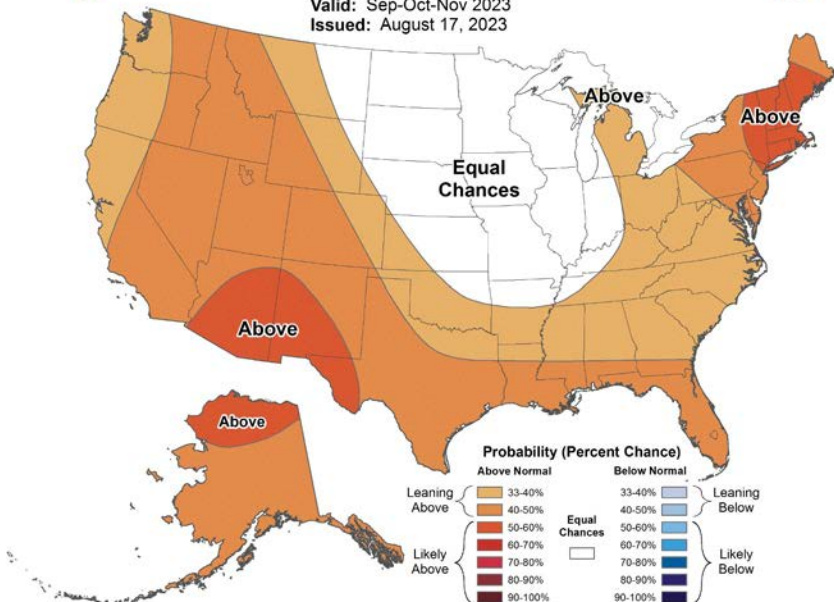 Valid: Sep-Oct-Nov 2023
Issued: August 17, 2023
Above
Above
Equal
Chances
Above
Above
Probability (Percent Chance)
Above Normal
Below Normal
Leaning
Above
33-40%
40-50%
Likely
Above
50-60%
60-70%
70-80%
80-90%
90-100%
Equal
Chances
33-40%
40-50%
Leaning
Below
50-60%
60-70%
70-80%
80-90%
90-100%
Likely
Below